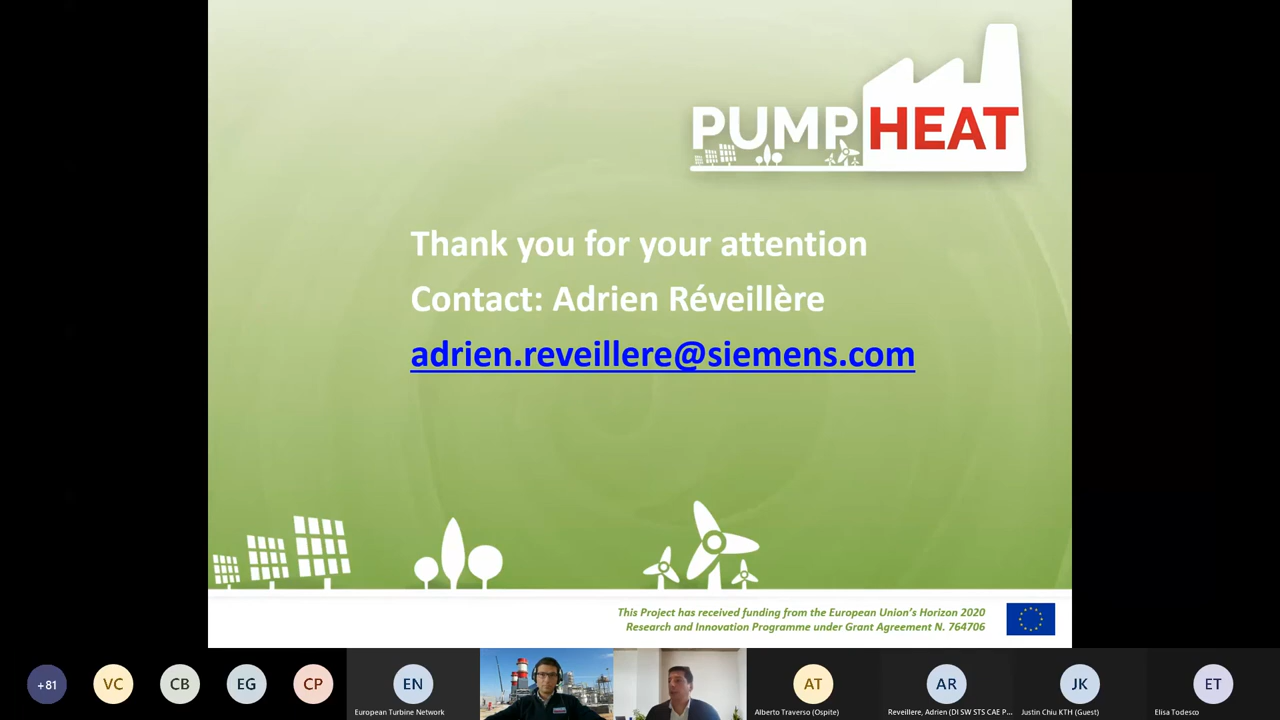 PUMPHEAT
Thank you for your attention
Contact: Adrien Réveillère
adrien.reveillere@siemens.com
This Project has received funding from the European Union's Horizon 2020
Research and Innovation Programme under Grant Agreement N. 764706
+81
VC
CB
EG
CP
EN
European Turbine Network
AT
Alberto Traverso (Ospite)
AR
Reveillere, Adrien (DI SW STS CAE P...
JK
Justin Chiu KTH (Guest)
ET
Elisa Todesco